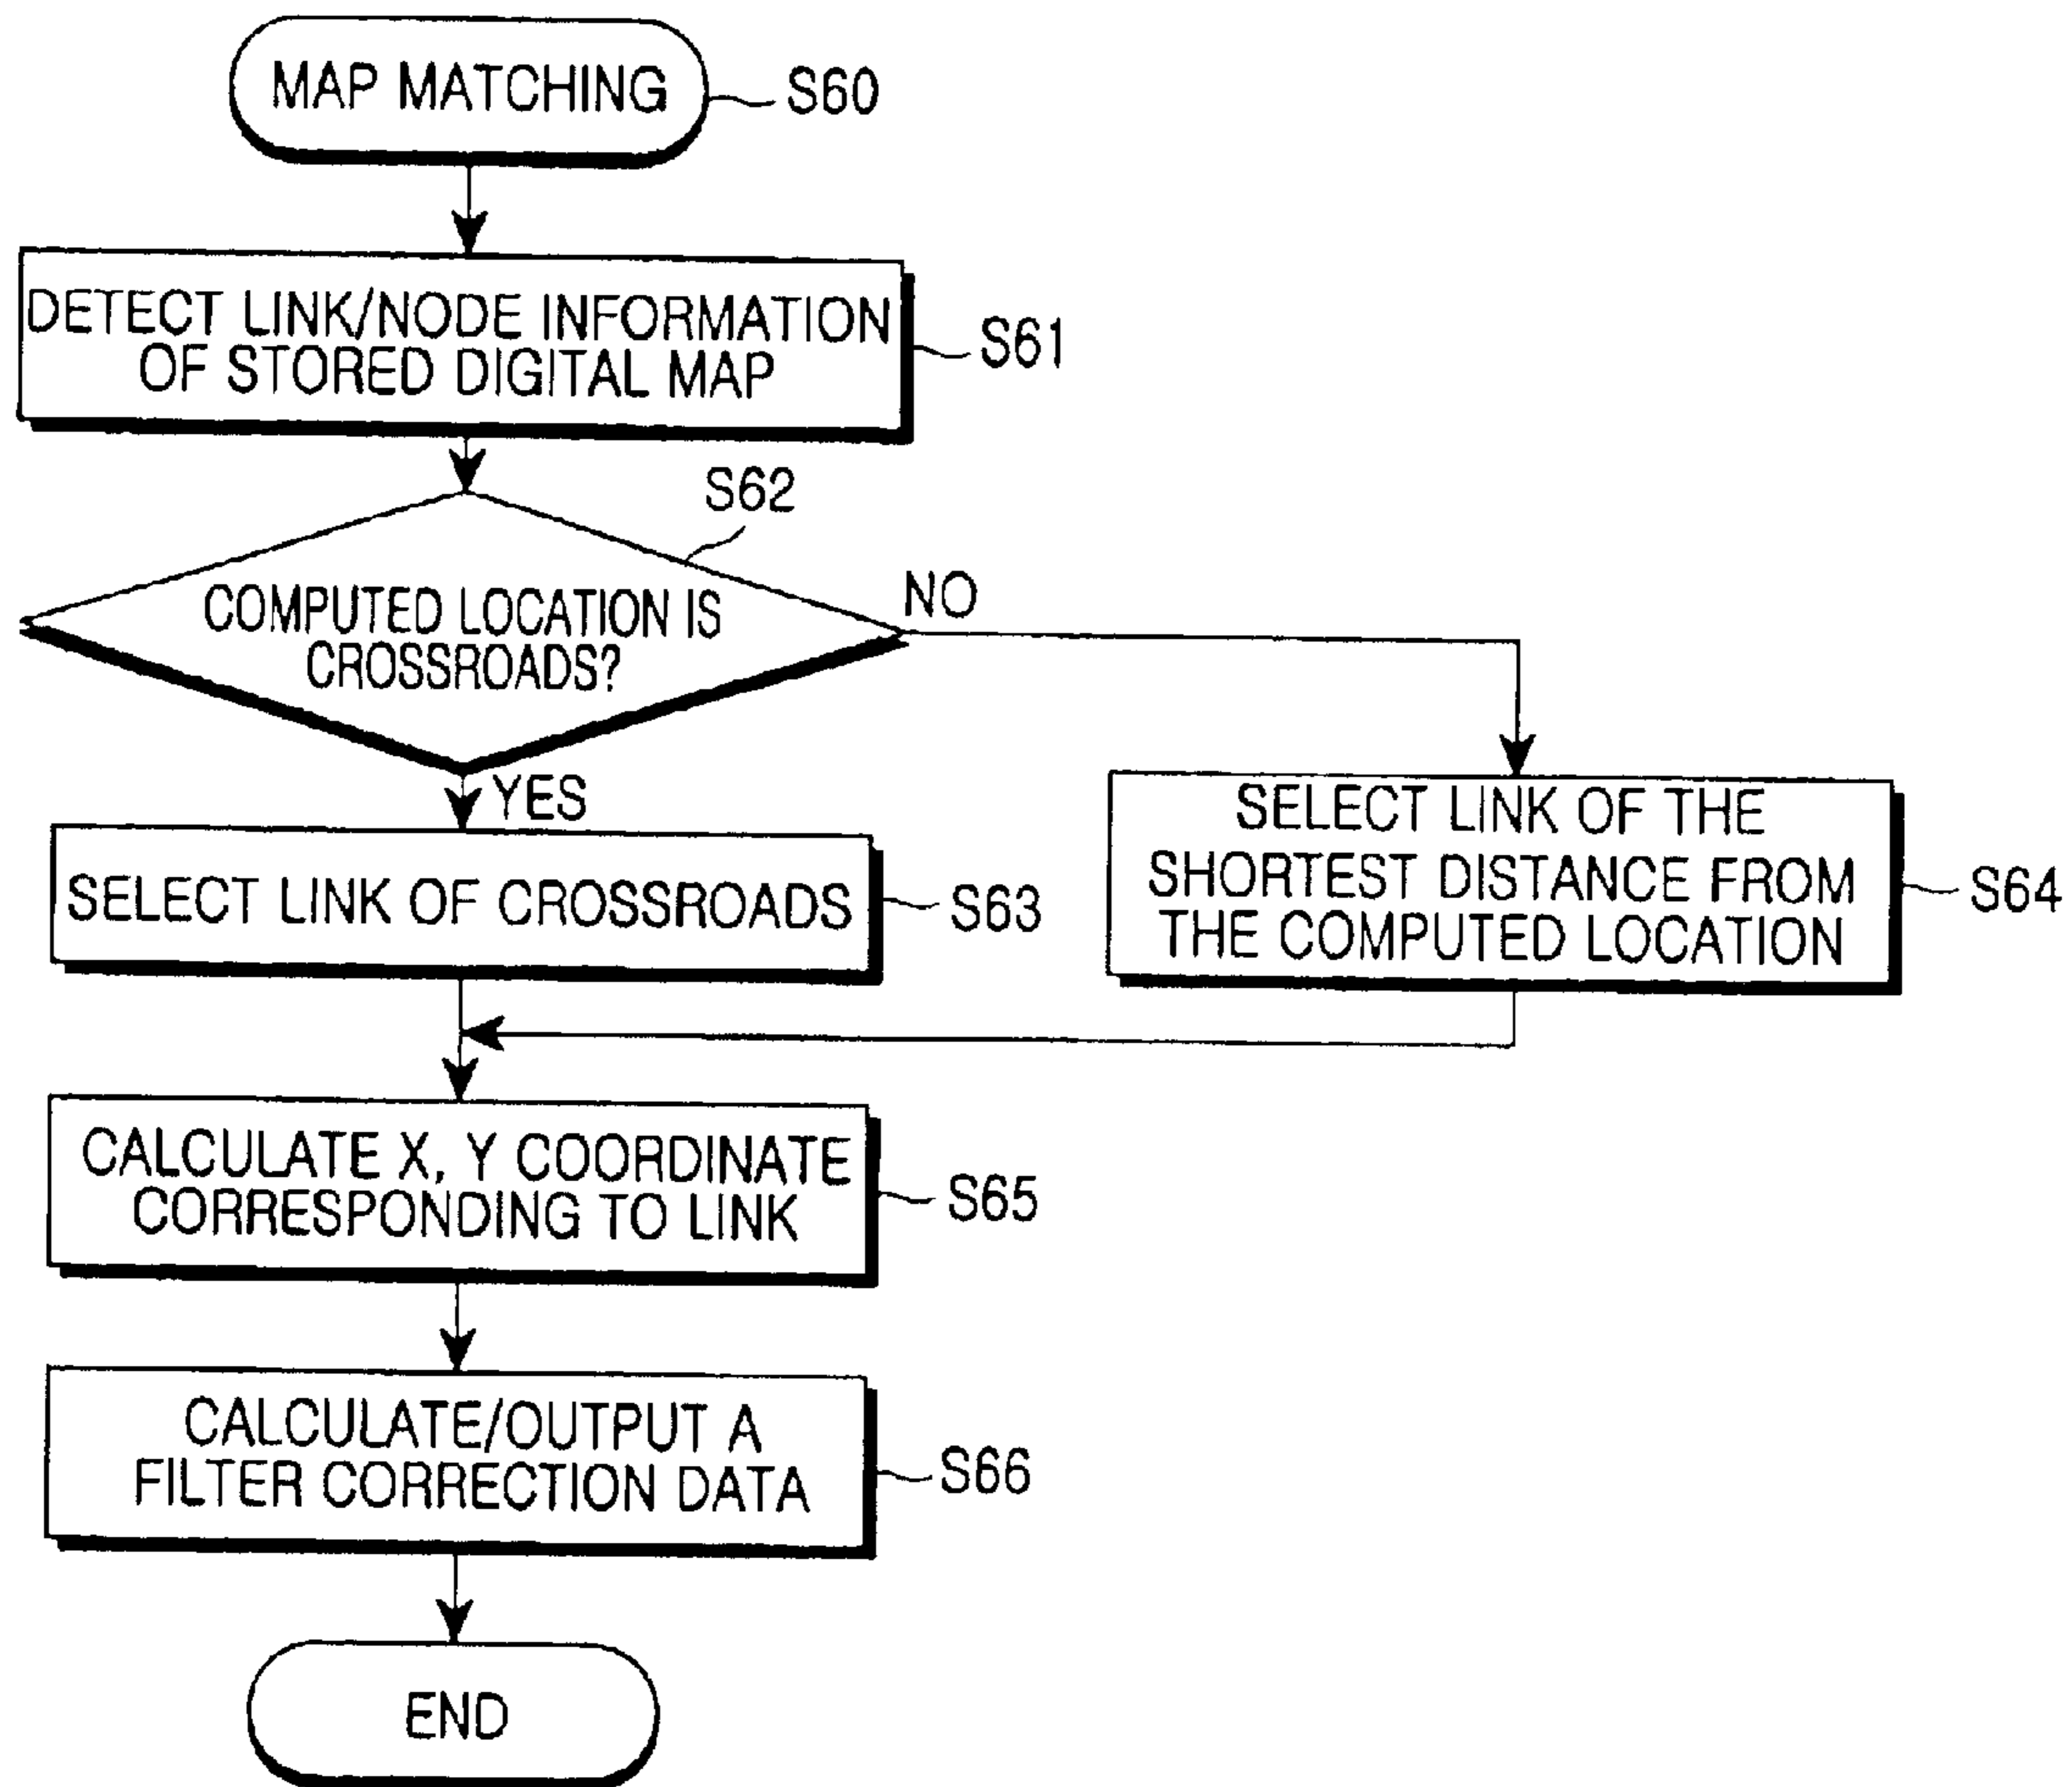 MAP MATCHING
S60
DETECT LINK/NODE INFORMATION
OF STORED DIGITAL MAP
S61
S62
COMPUTED LOCATION IS
CROSSROADS?
NO
YES
SELECT LINK OF CROSSROADS
S63
SELECT LINK OF THE
SHORTEST DISTANCE FROM
THE COMPUTED LOCATION
S64
CALCULATE X, Y COORDINATE
CORRESPONDING TO LINK
S65
CALCULATE/OUTPUT A
FILTER CORRECTION DATA
S66
END